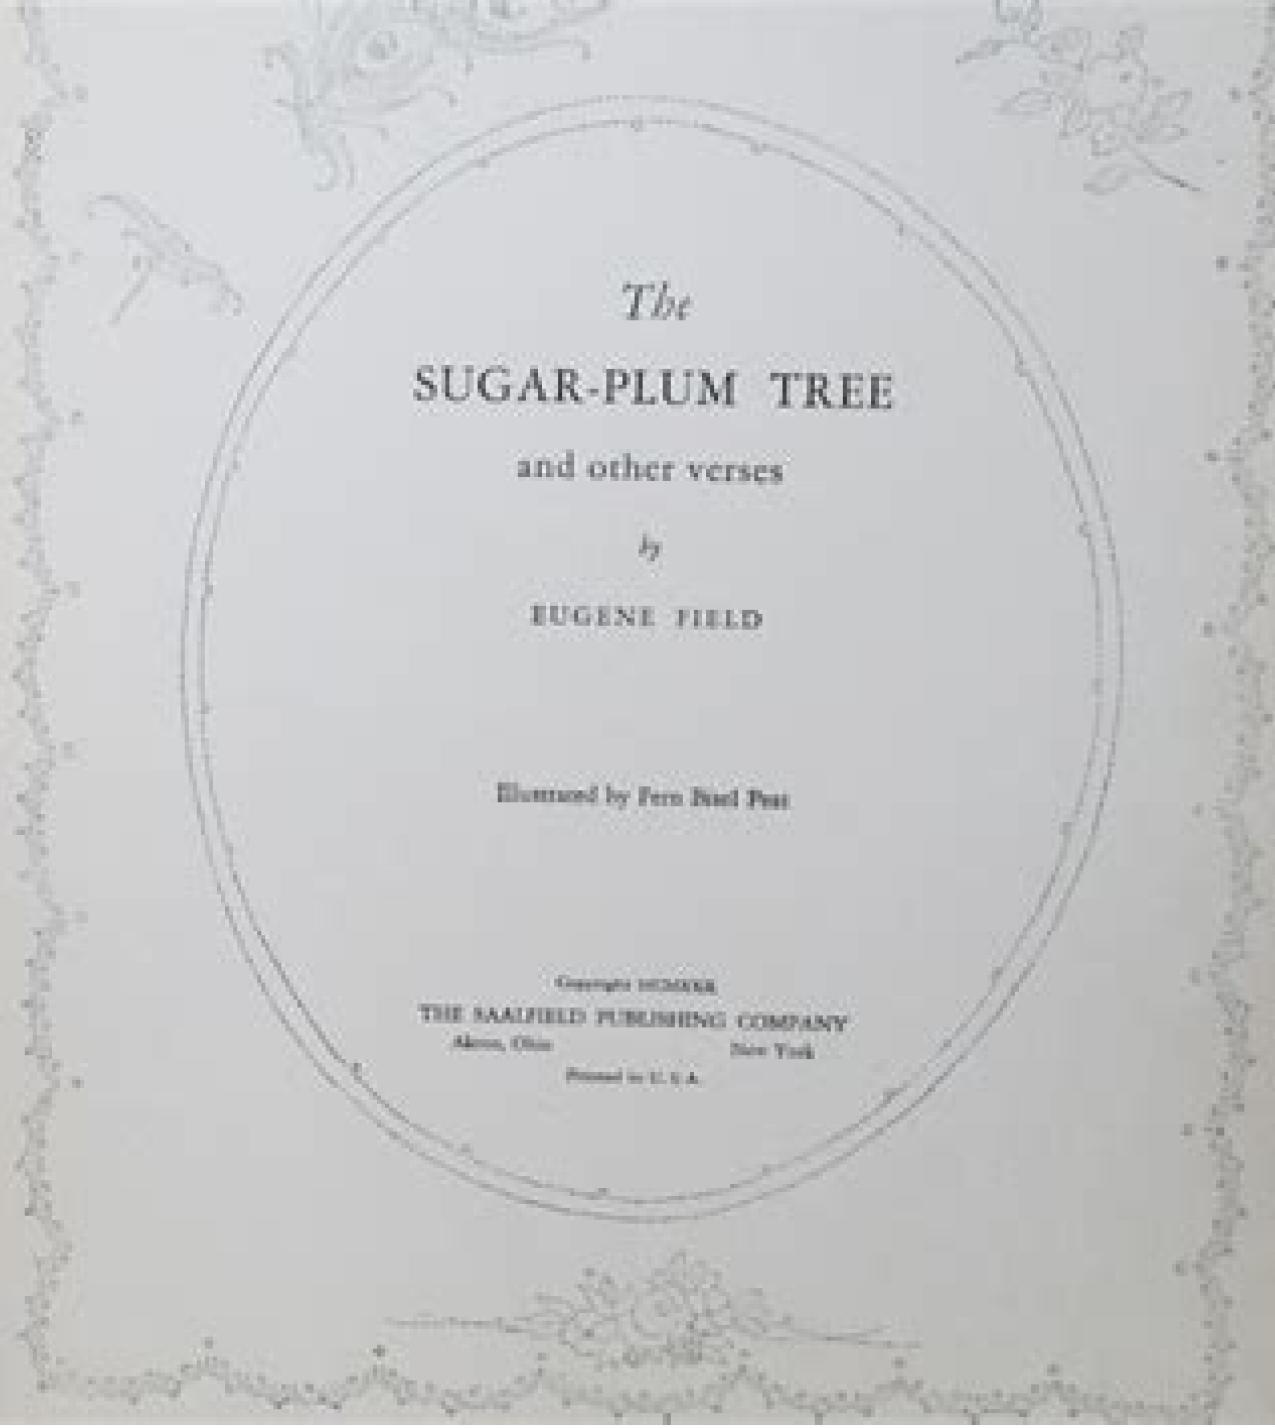 The
SUGAR-PLUM TREE
and other verses
by
EUGENE FIELD
Illustrated by Fern Bisel Peat
Copyright MCMXXX
THE SAALFIELD PUBLISHING COMPANY
Akron, Ohio New York
Printed in U. S. A.